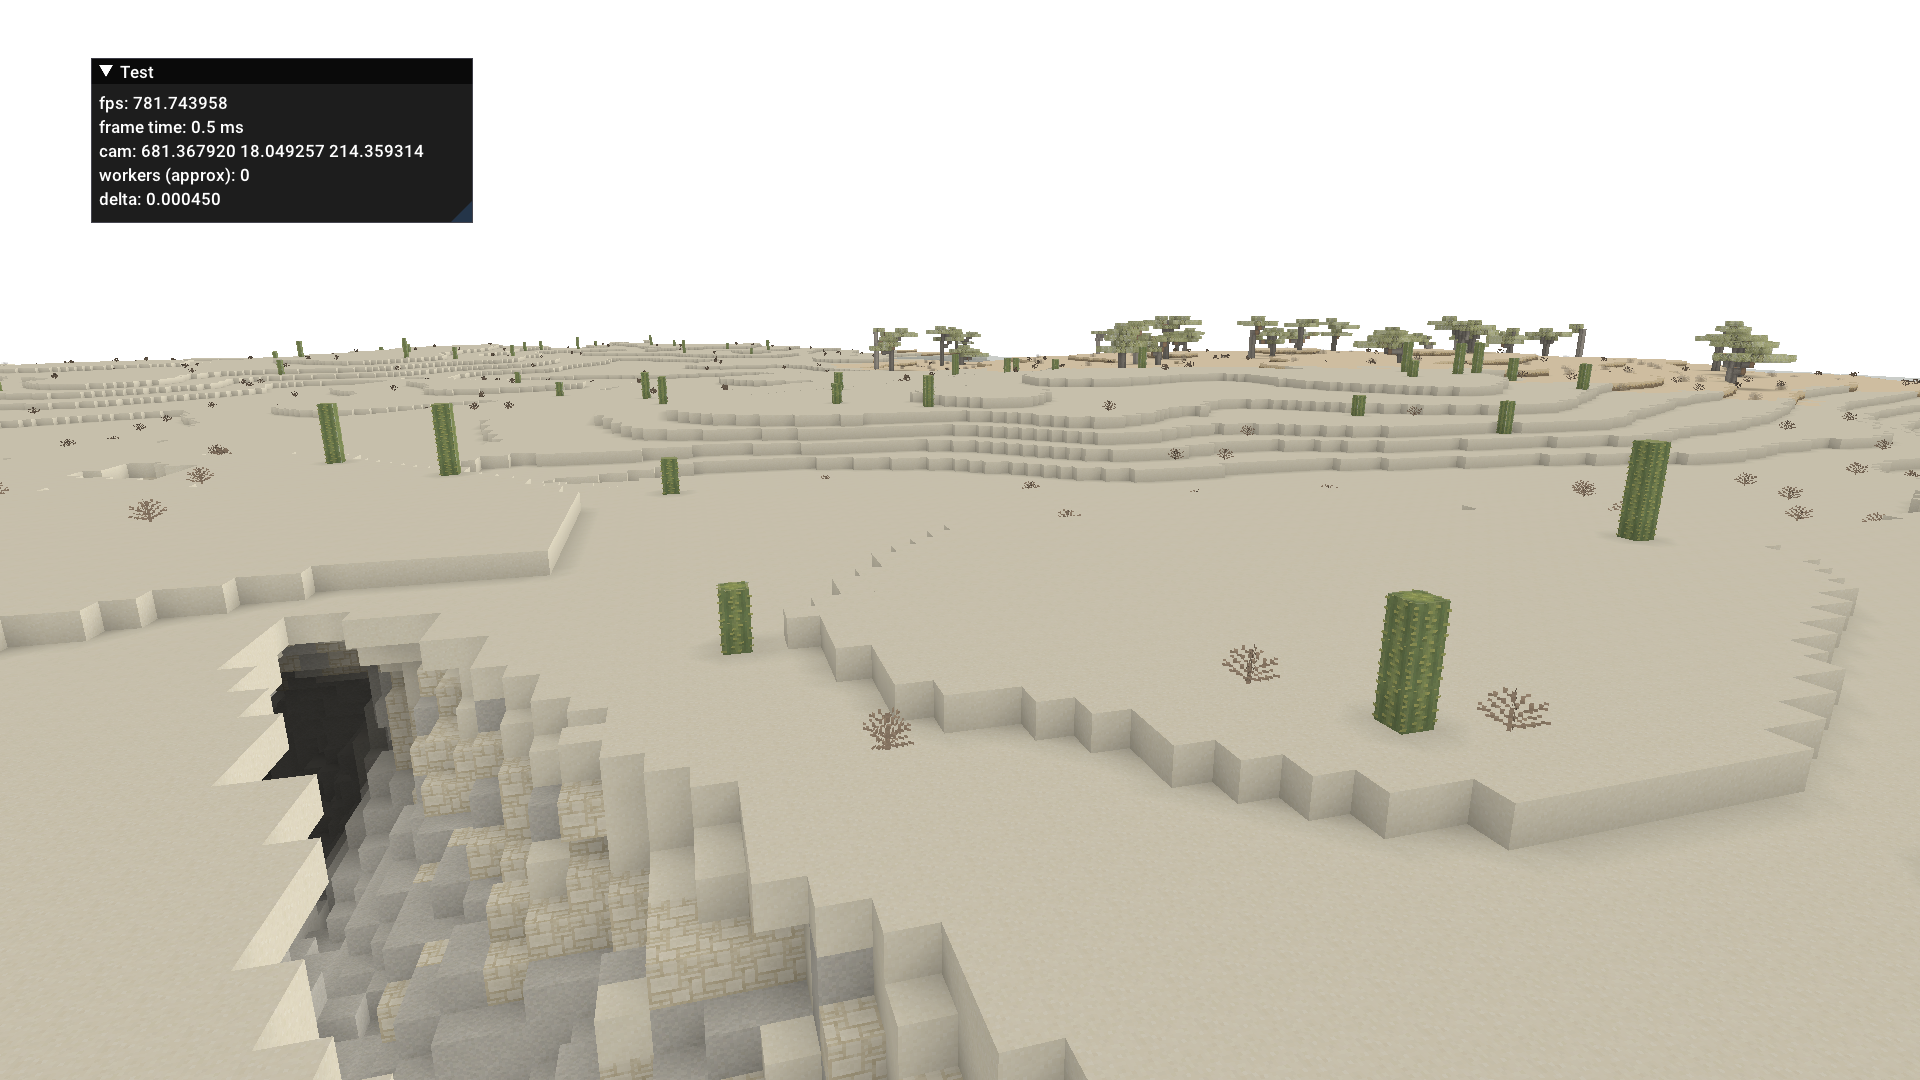 Test
fps: 781.743958
frame time: 0.5 ms
cam: 681.367920 18.049257 214.359314
workers (approx): 0
delta: 0.000450